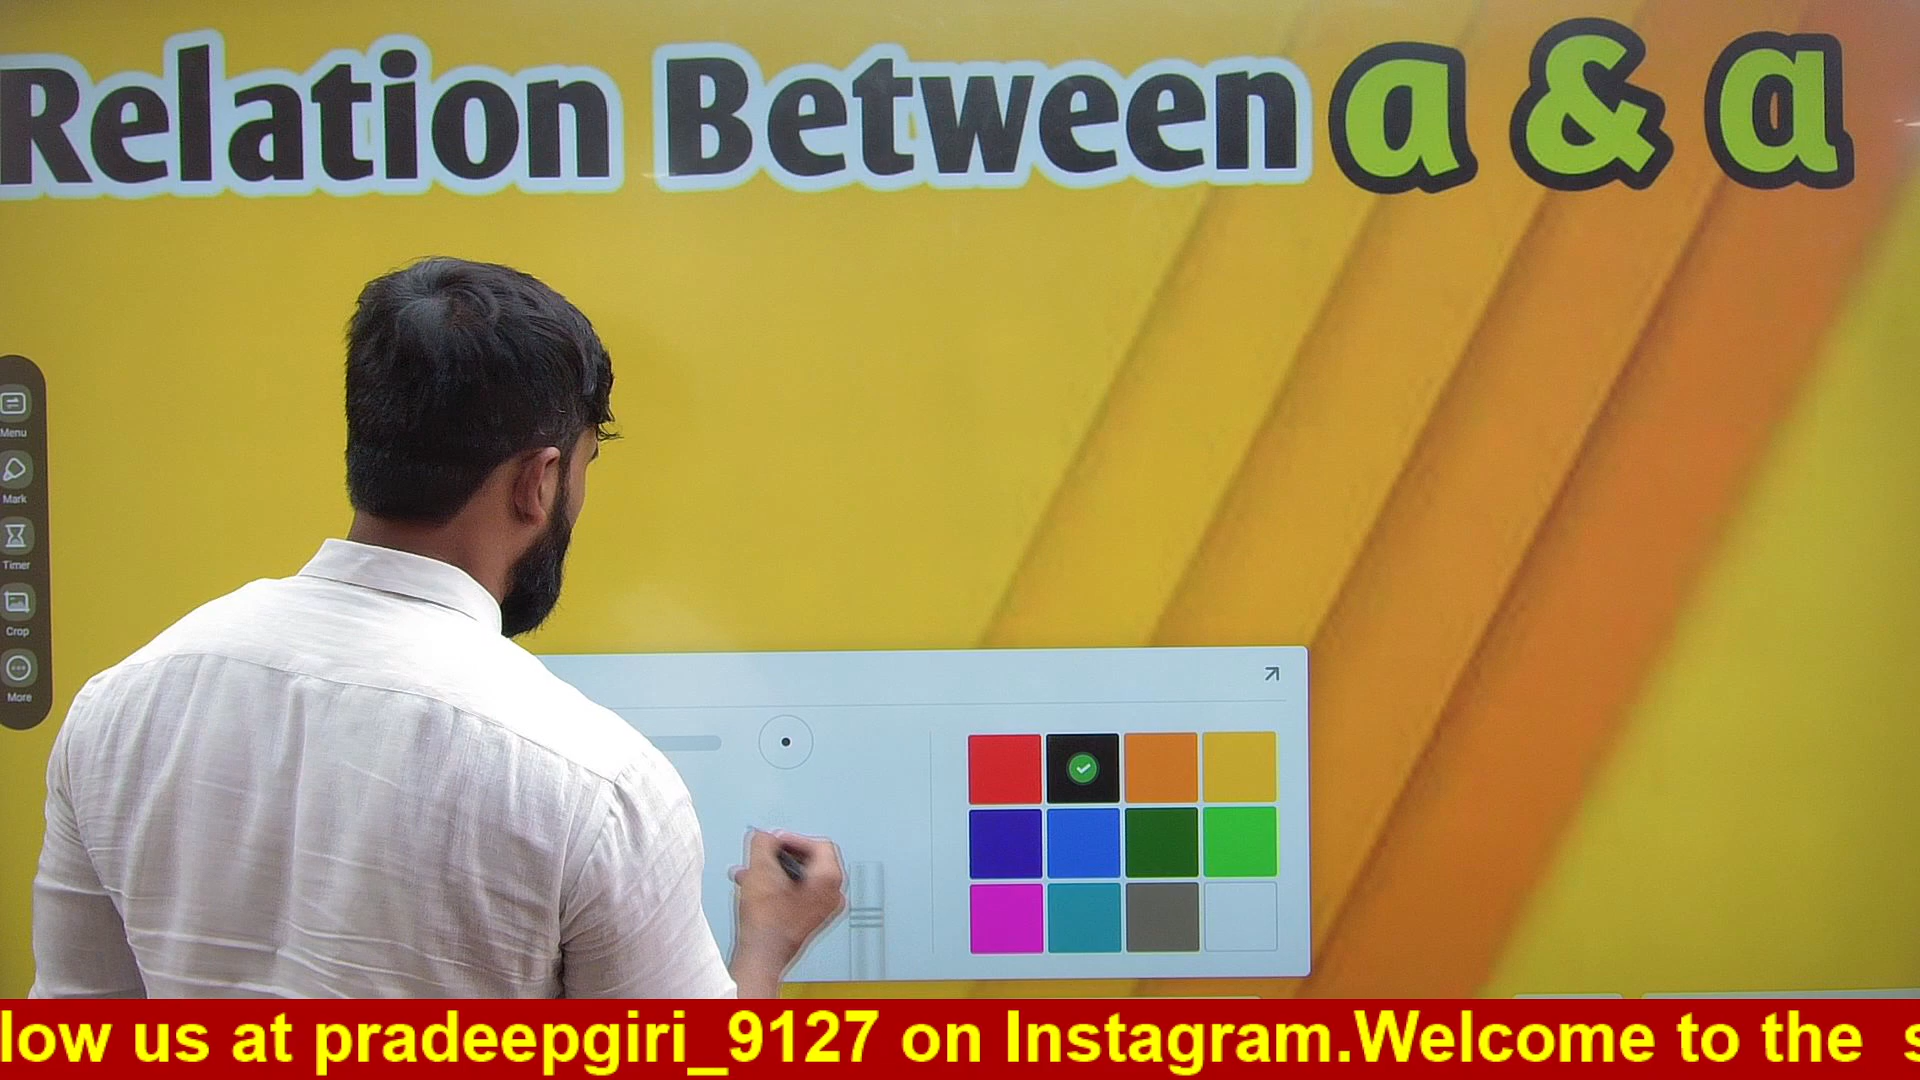 Relation Between a & a
Menu
Mark
Timer
Crop
More
low us at pradeepgiri_9127 on Instagram.Welcome to the s